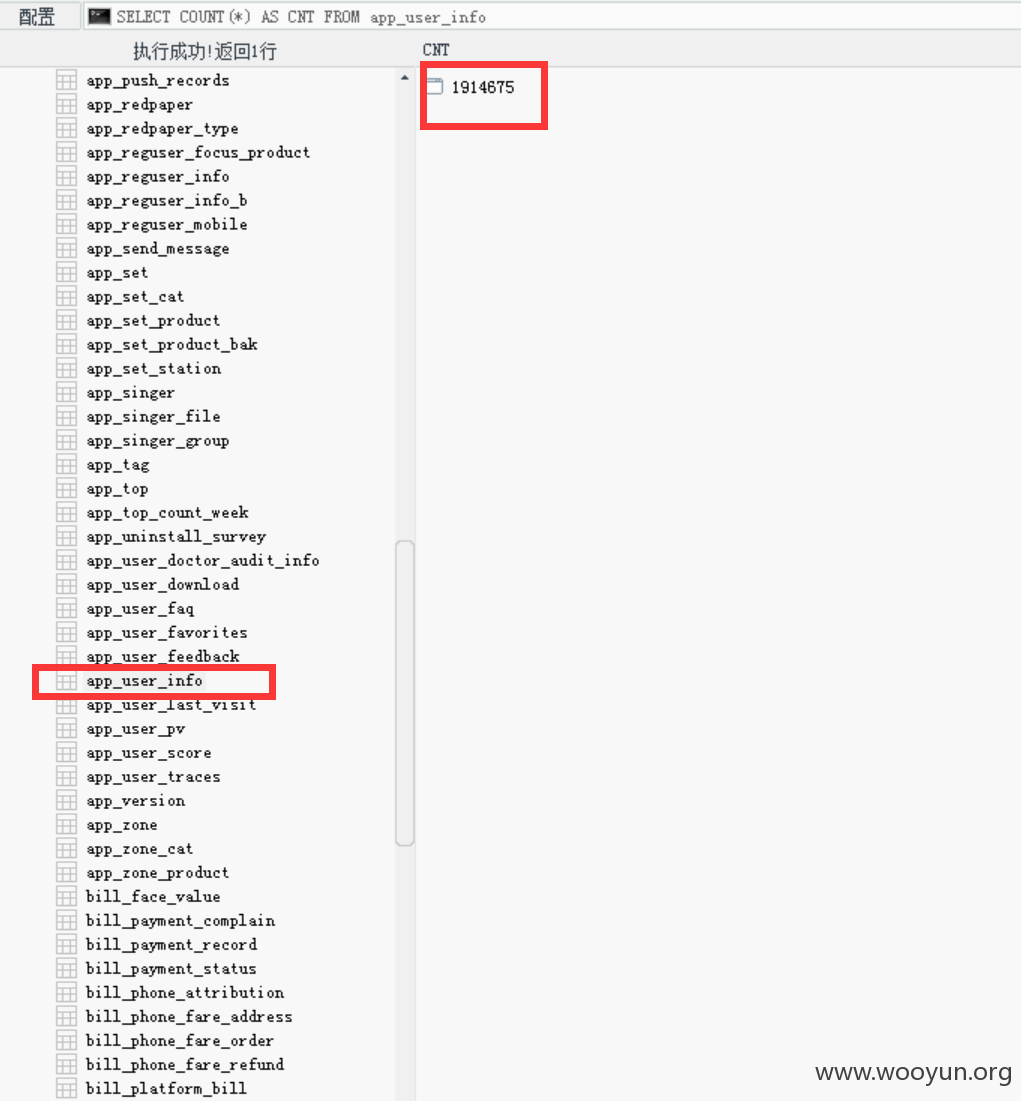 配置 SELECT COUNT(*) AS CNT FROM app_user_info
执行成功!返回1行 CNT
1914675
app_push_records
app_redpaper
app_redpaper_type
app_reguser_focus_product
app_reguser_info
app_reguser_info_b
app_reguser_mobile
app_send_message
app_set
app_set_cat
app_set_product
app_set_product_bak
app_set_station
app_singer
app_singer_file
app_singer_group
app_tag
app_top
app_top_count_week
app_uninstall_survey
app_user_doctor_audit_info
app_user_download
app_user_faq
app_user_favorites
app_user_feedback
app_user_info
app_user_last_visit
app_user_pv
app_user_score
app_user_traces
app_version
app_zone
app_zone_cat
app_zone_product
bill_face_value
bill_payment_complain
bill_payment_record
bill_payment_status
bill_phone_attribution
bill_phone_fare_address
bill_phone_fare_order
bill_phone_fare_refund
bill_platform_bill
www.wooyun.org